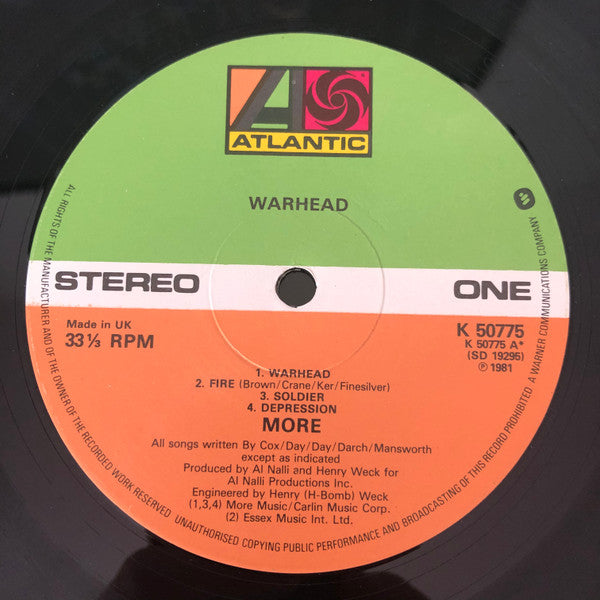 ATLANTIC
WARHEAD
STEREO
ONE
Made in UK
33⅓ RPM
K 50775
K 50775 A*
(SD 19295)
℗ 1981
1. WARHEAD
2. FIRE (Brown/Crane/Ker/Finesilver)
3. SOLDIER
4. DEPRESSION
MORE
All songs written By Cox/Day/Day/Darch/Mansworth
except as indicated
Produced by Al Nalli and Henry Weck for
Al Nalli Productions Inc.
Engineered by Henry (H-Bomb) Weck
(1,3,4) More Music/Carlin Music Corp.
(2) Essex Music Int. Ltd.
ALL RIGHTS OF THE MANUFACTURER AND OF THE OWNER OF THE RECORDED WORK RESERVED UNAUTHORISED COPYING PUBLIC PERFORMANCE AND BROADCASTING OF THIS RECORD PROHIBITED. A WARNER COMMUNICATIONS COMPANY